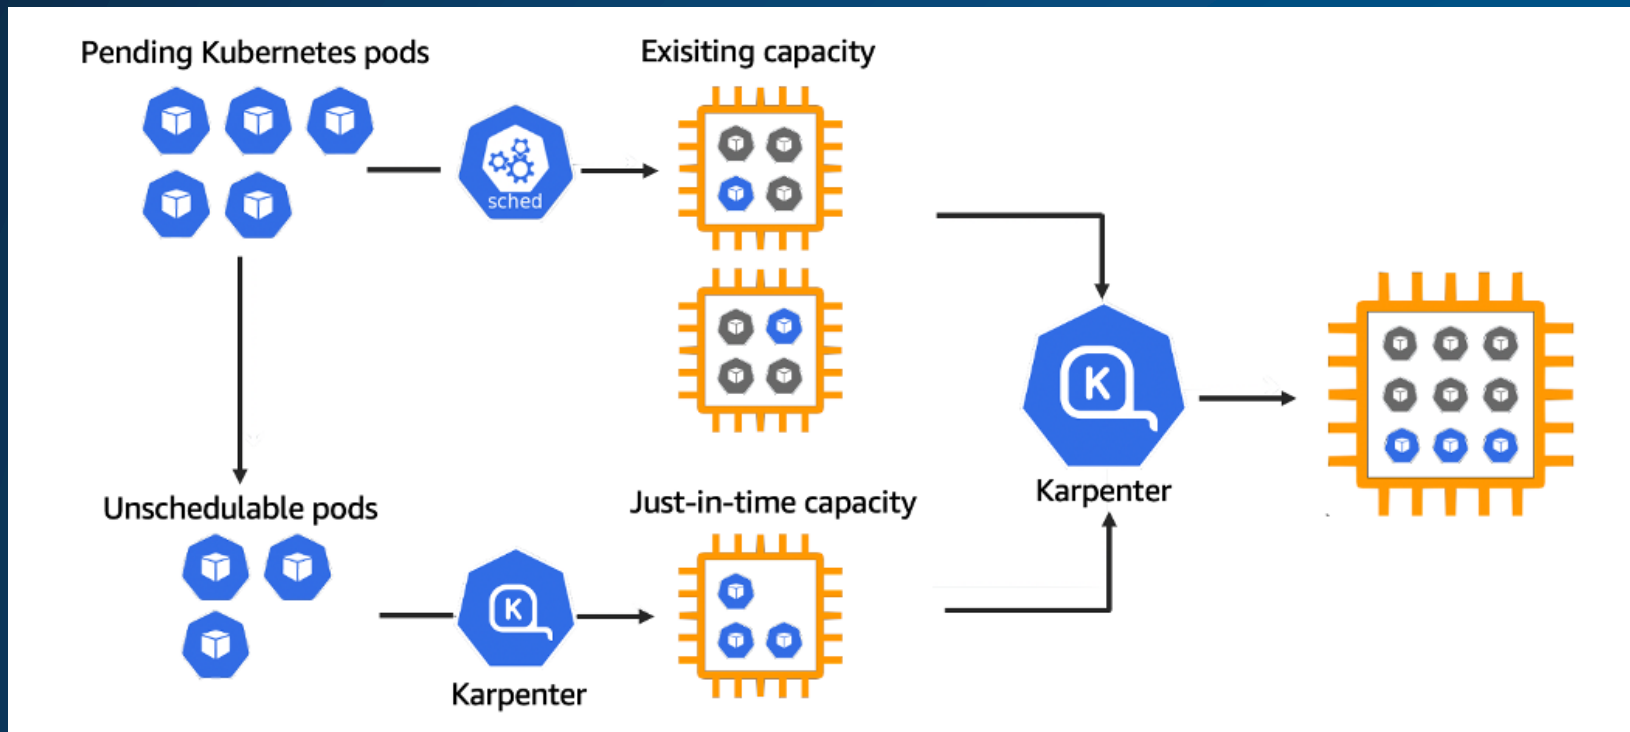 Pending Kubernetes pods
Exisiting capacity
sched
K
Karpenter
Unschedulable pods
Just-in-time capacity
K
Karpenter